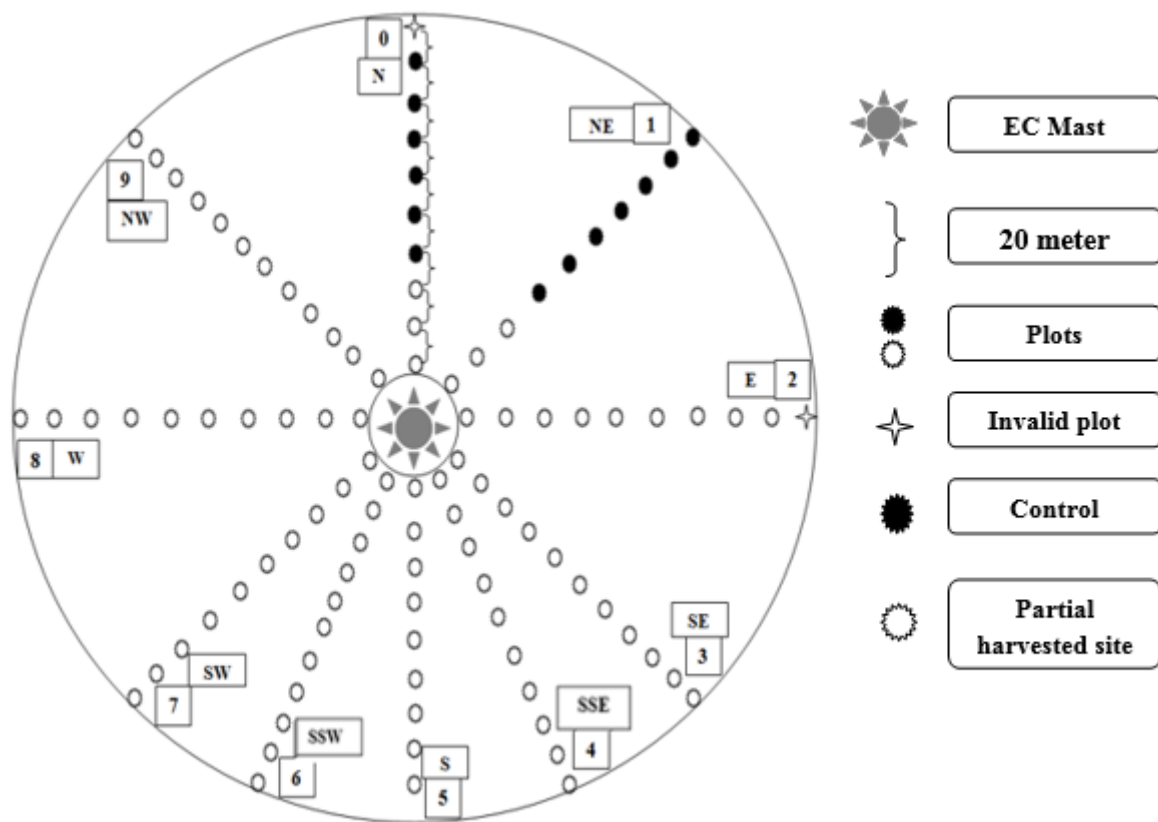 0
N
NE 1
E 2
SE
3
SSE
4
S
5
SSW
6
SW
7
8 W
9
NW
EC Mast
20 meter
Plots
Invalid plot
Control
Partial
harvested site